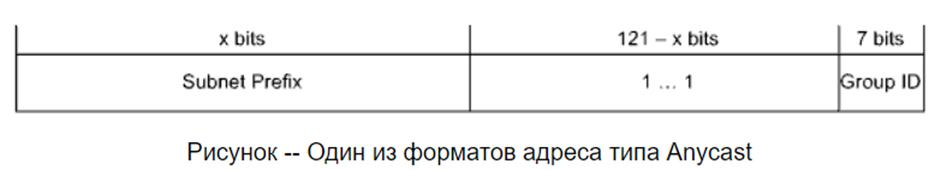 x bits 121 – x bits 7 bits
Subnet Prefix 1 ... 1 Group ID
Рисунок -- Один из форматов адреса типа Anycast